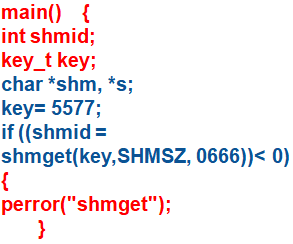 main()    {
int shmid;
key_t key;
char *shm, *s;
key= 5577;
if ((shmid =
shmget(key,SHMSZ, 0666))< 0)
{
perror("shmget");
}